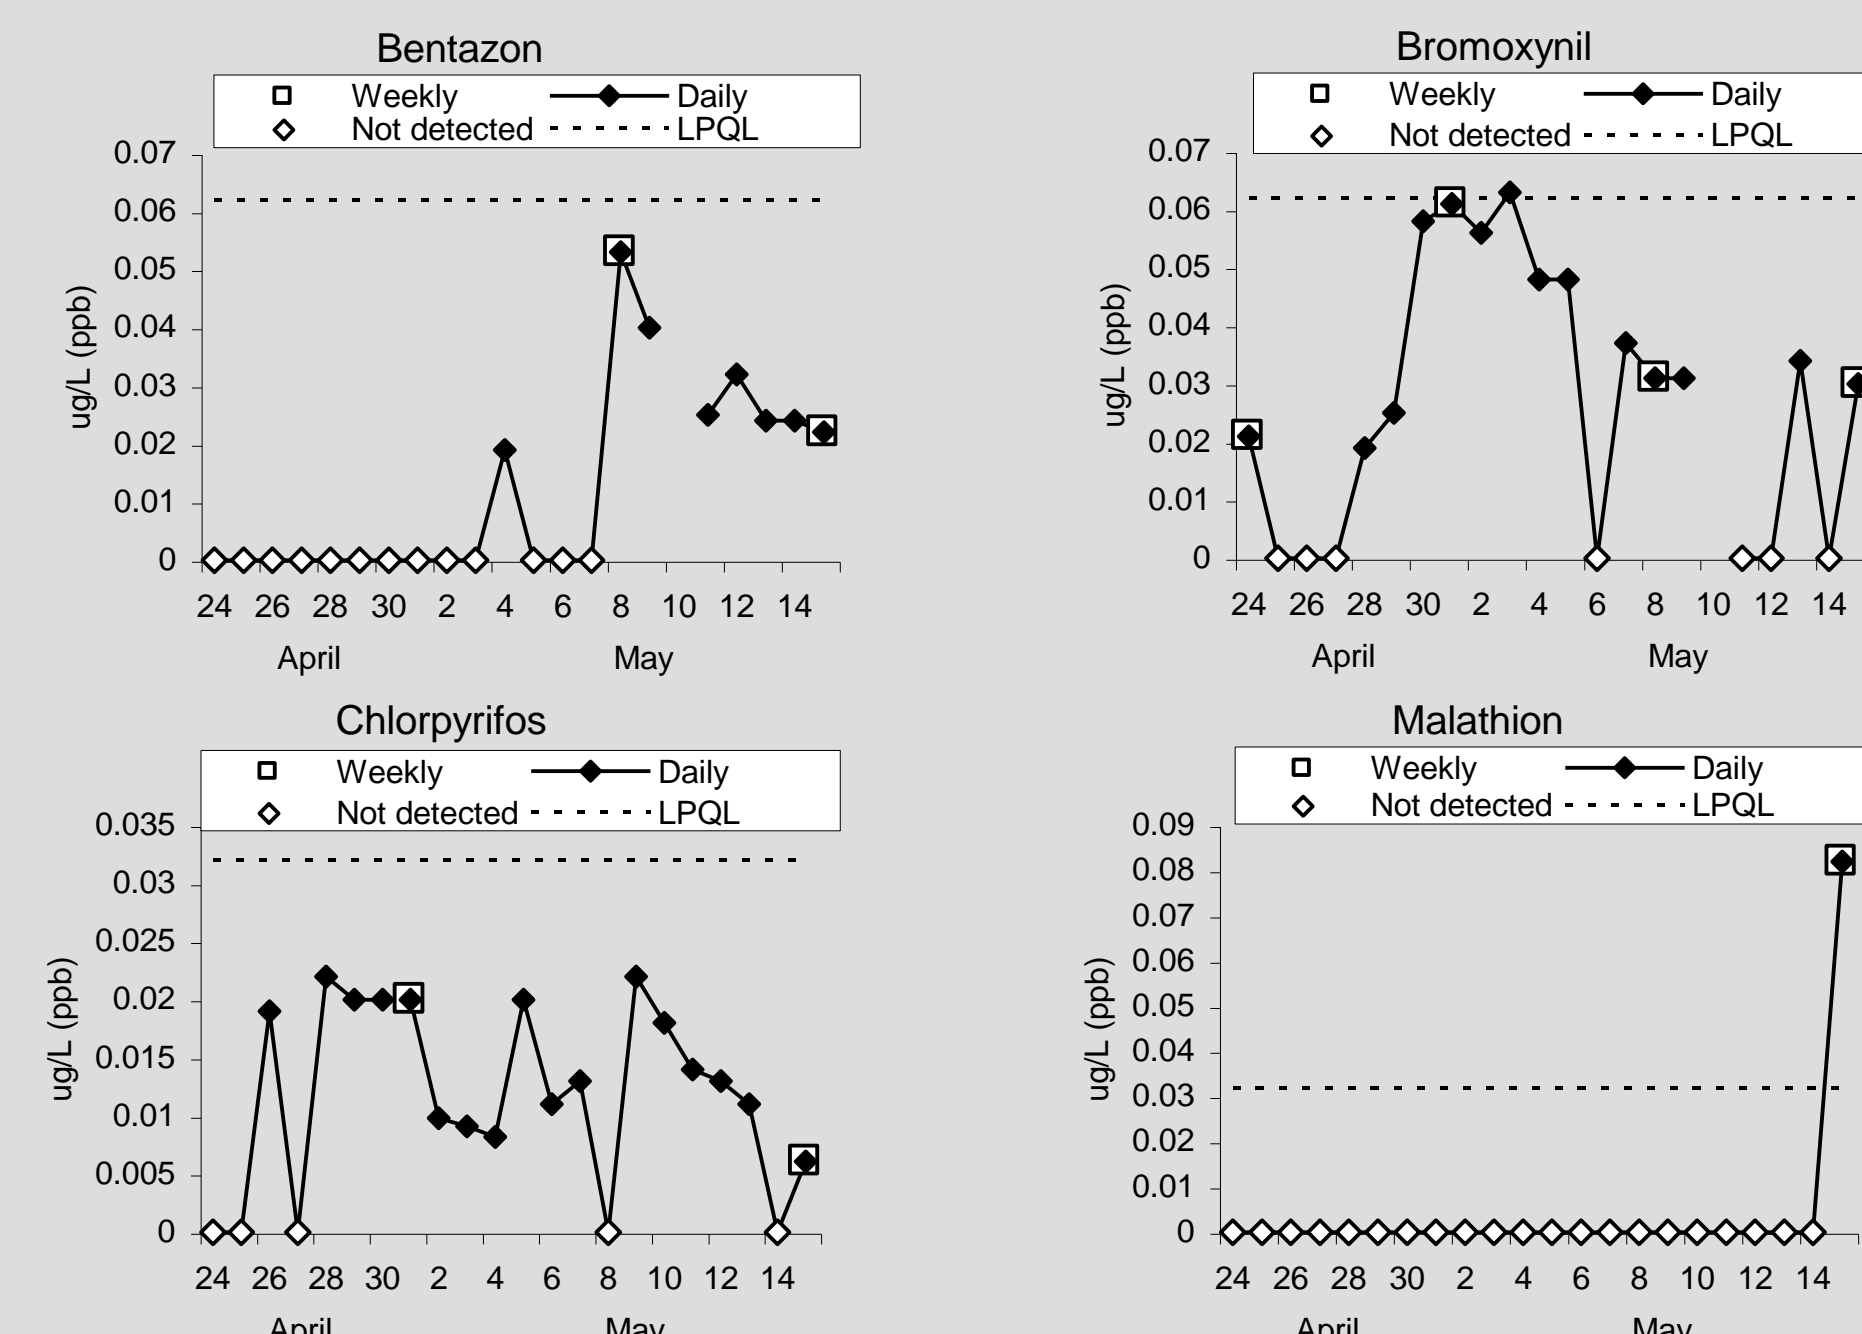 Bentazon
Weekly Daily
Not detected LPQL
0.07
0.06
0.05
0.04
0.03
0.02
0.01
0
ug/L (ppb)
24 26 28 30 2 4 6 8 10 12 14
April May
Bromoxynil
Weekly Daily
Not detected LPQL
0.07
0.06
0.05
0.04
0.03
0.02
0.01
0
ug/L (ppb)
24 26 28 30 2 4 6 8 10 12 14
April May
Chlorpyrifos
Weekly Daily
Not detected LPQL
0.035
0.03
0.025
0.02
0.015
0.01
0.005
0
ug/L (ppb)
24 26 28 30 2 4 6 8 10 12 14
April May
Malathion
Weekly Daily
Not detected LPQL
0.09
0.08
0.07
0.06
0.05
0.04
0.03
0.02
0.01
0
ug/L (ppb)
24 26 28 30 2 4 6 8 10 12 14
April May